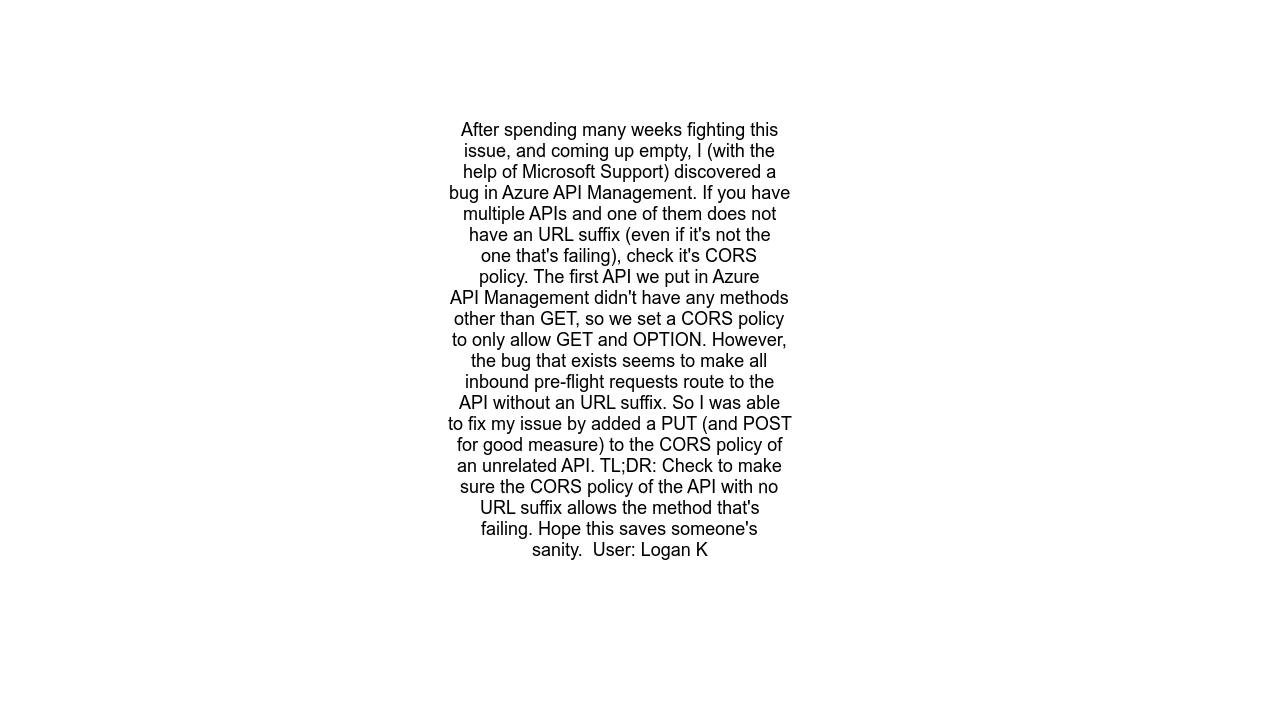 After spending many weeks fighting this
issue, and coming up empty, I (with the
help of Microsoft Support) discovered a
bug in Azure API Management. If you have
multiple APIs and one of them does not
have an URL suffix (even if it's not the
one that's failing), check it's CORS
policy. The first API we put in Azure
API Management didn't have any methods
other than GET, so we set a CORS policy
to only allow GET and OPTION. However,
the bug that exists seems to make all
inbound pre-flight requests route to the
API without an URL suffix. So I was able
to fix my issue by added a PUT (and POST
for good measure) to the CORS policy of
an unrelated API. TL;DR: Check to make
sure the CORS policy of the API with no
URL suffix allows the method that's
failing. Hope this saves someone's
sanity.  User: Logan K